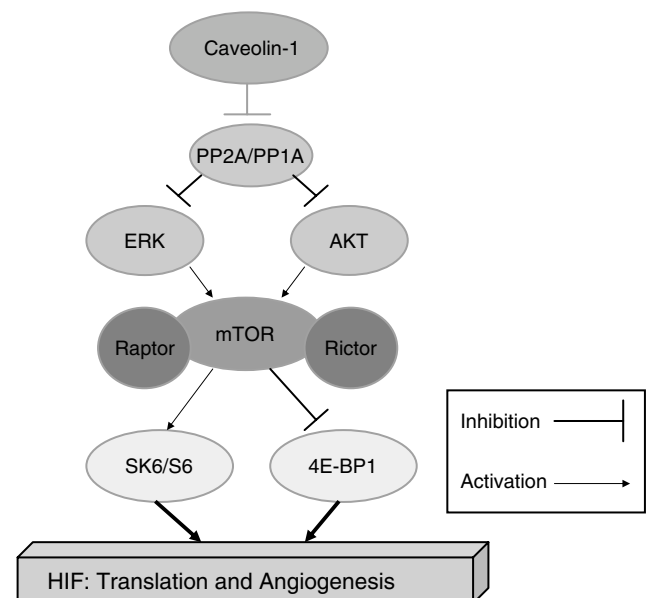 Caveolin-1
PP2A/PP1A
ERK
AKT
Raptor
mTOR
Rictor
SK6/S6
4E-BP1
Inhibition
Activation
HIF: Translation and Angiogenesis